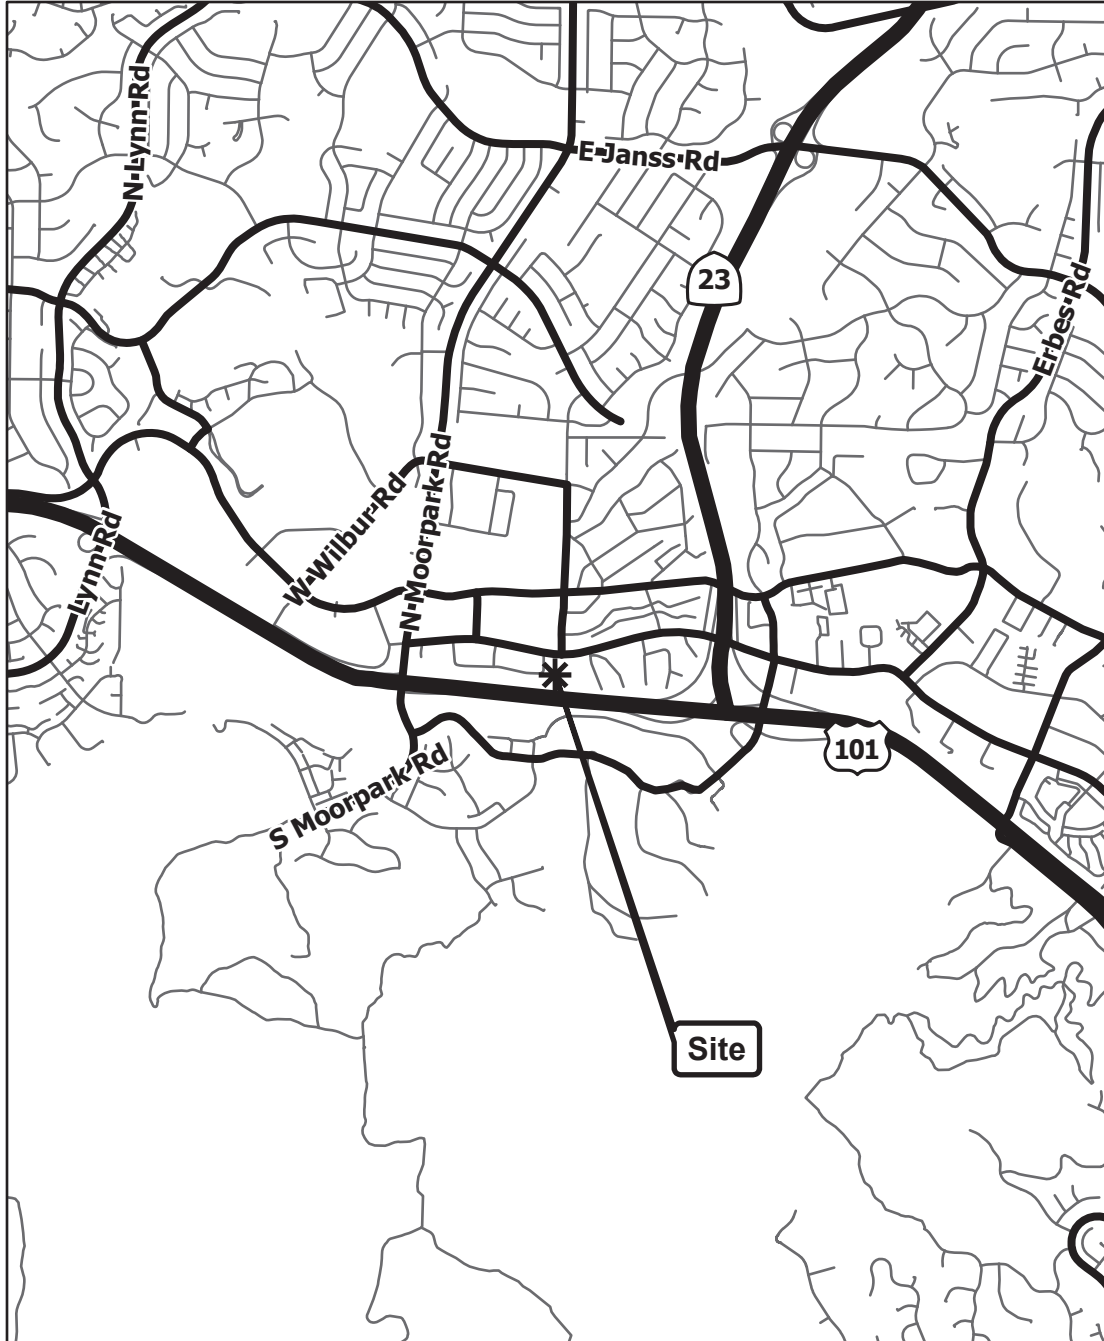 N Lynn Rd
E Janss Rd
23
Erbes Rd
W Wilbur Rd
N Moorpark Rd
Lynn Rd
101
S Moorpark Rd
Site